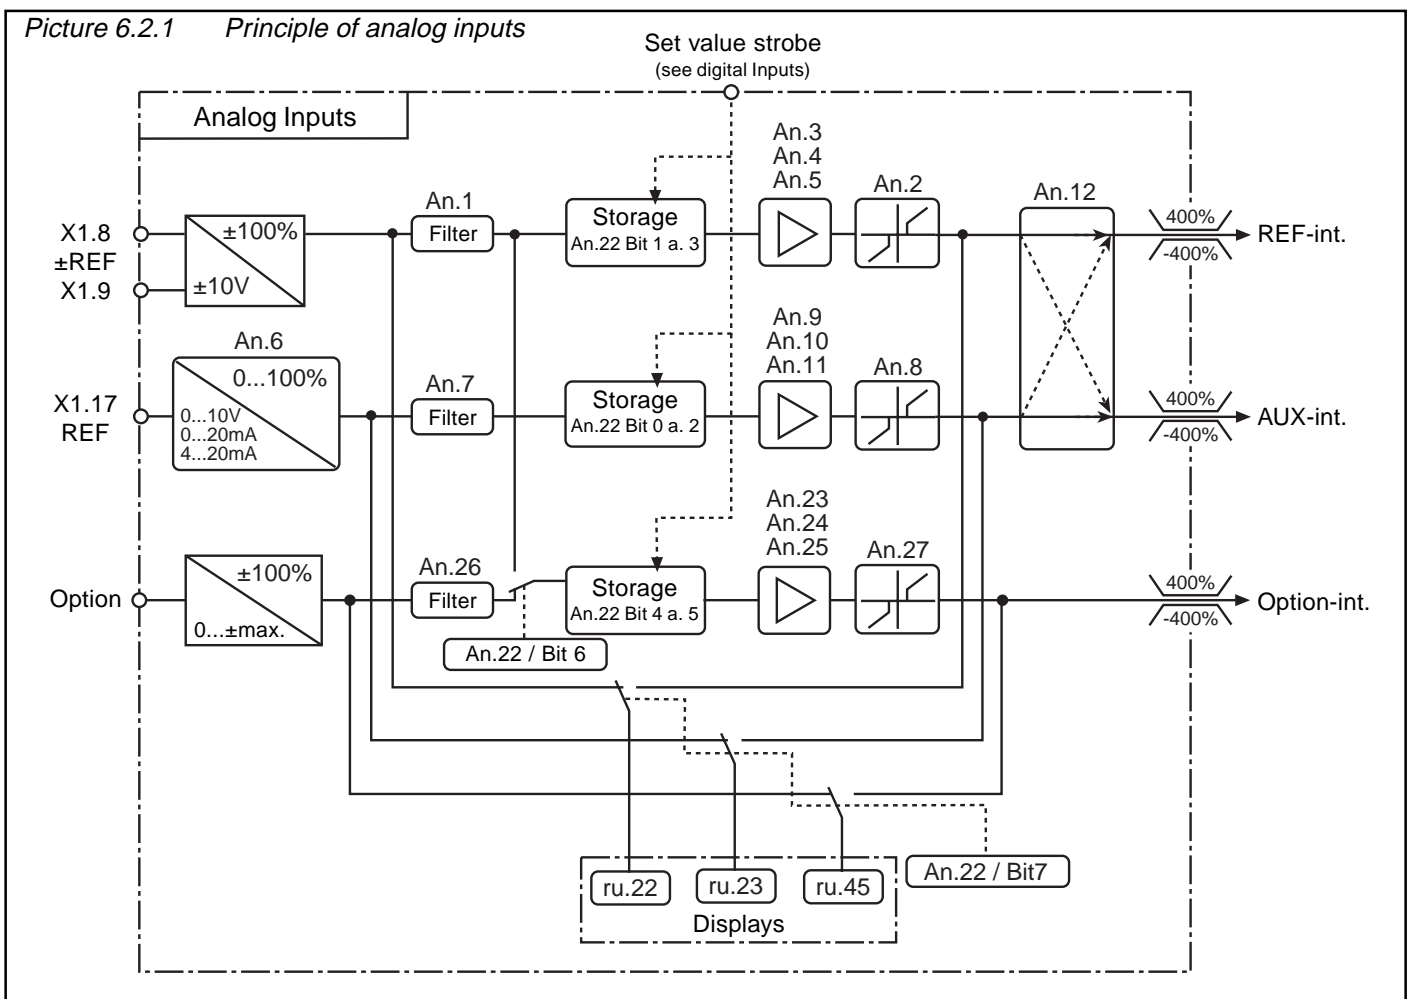 Picture 6.2.1 Principle of analog inputs
Set value strobe
(see digital Inputs)
Analog Inputs
An.3
An.4
An.5
An.1
An.2
An.12
X1.8
±REF
X1.9
±100%
±10V
Filter
Storage
An.22 Bit 1 a. 3
400%
-400%
REF-int.
An.6
An.9
An.10
An.11
An.7
An.8
X1.17
REF
0...100%
0...10V
0...20mA
4...20mA
Filter
Storage
An.22 Bit 0 a. 2
400%
-400%
AUX-int.
An.23
An.24
An.25
An.26
An.27
Option
±100%
0...±max.
Filter
Storage
An.22 Bit 4 a. 5
400%
-400%
Option-int.
An.22 / Bit 6
An.22 / Bit7
ru.22
ru.23
ru.45
Displays